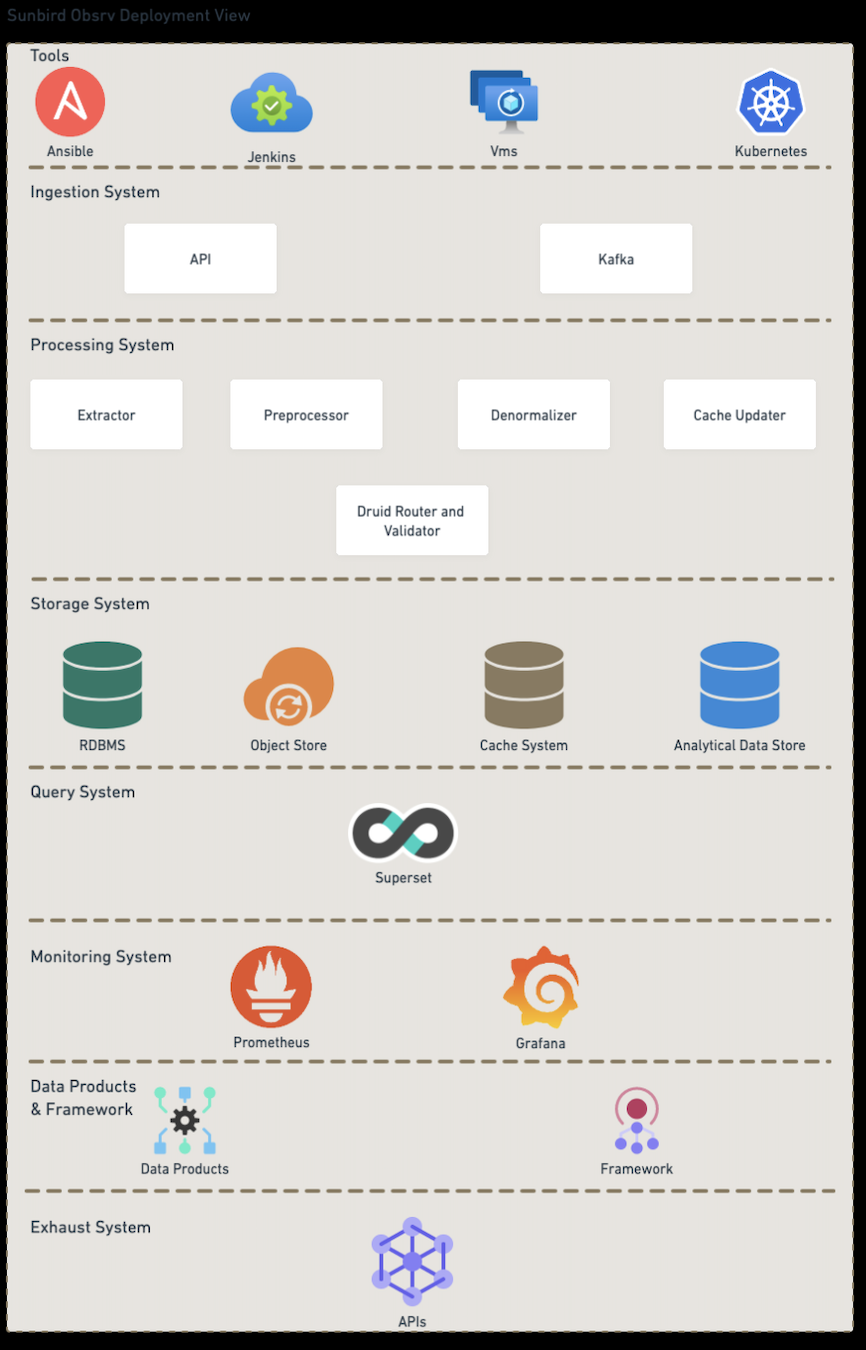 Sunbird Obsrv Deployment View
Tools
Ansible
Jenkins
Vms
Kubernetes
Ingestion System
API
Kafka
Processing System
Extractor
Preprocessor
Denormalizer
Cache Updater
Druid Router and
Validator
Storage System
RDBMS
Object Store
Cache System
Analytical Data Store
Query System
Superset
Monitoring System
Prometheus
Grafana
Data Products
& Framework
Data Products
Framework
Exhaust System
APIs